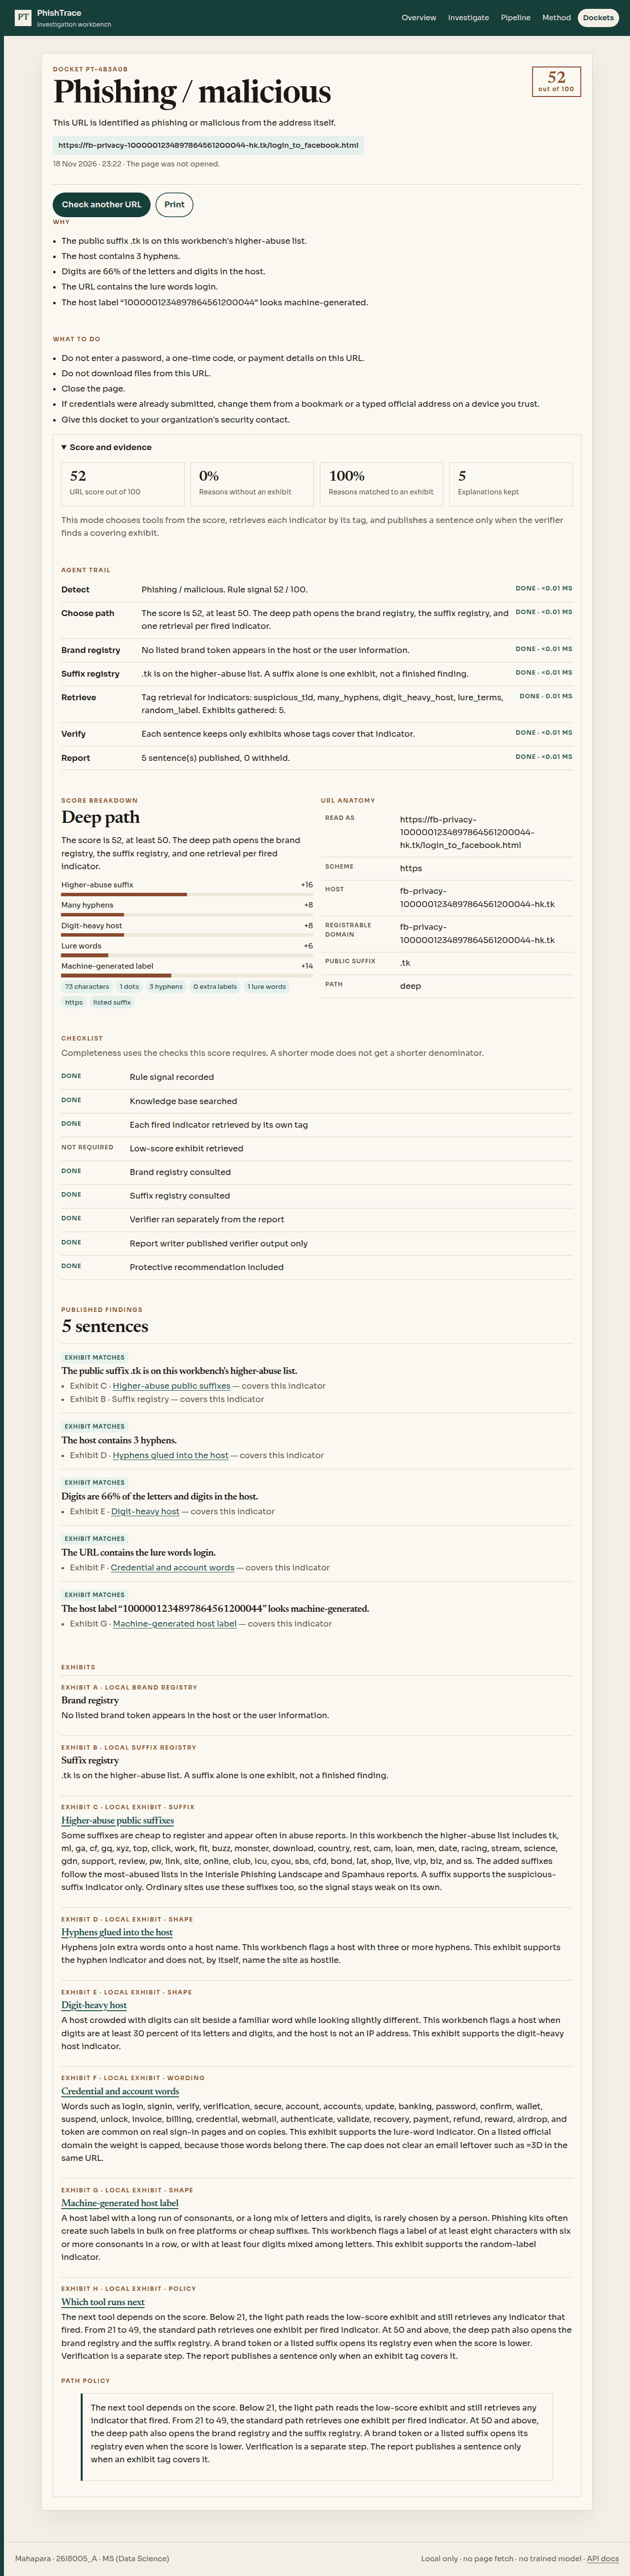 PT
PhishTrace
Investigation workbench
Overview
Investigate
Pipeline
Method
Dockets
DOCKET PT-4B3A0B
Phishing / malicious
52
out of 100
This URL is identified as phishing or malicious from the address itself.
https://fb-privacy-1000001234897864561200044-hk.tk/login_to_facebook.html
18 Nov 2026 · 23:22 · The page was not opened.
Check another URL
Print
WHY
• The public suffix .tk is on this workbench's higher-abuse list.
• The host contains 3 hyphens.
• Digits are 66% of the letters and digits in the host.
• The URL contains the lure words login.
• The host label “1000001234897864561200044” looks machine-generated.
WHAT TO DO
• Do not enter a password, a one-time code, or payment details on this URL.
• Do not download files from this URL.
• Close the page.
• If credentials were already submitted, change them from a bookmark or a typed official address on a device you trust.
• Give this docket to your organization's security contact.
▼ Score and evidence
52
URL score out of 100
0%
Reasons without an exhibit
100%
Reasons matched to an exhibit
5
Explanations kept
This mode chooses tools from the score, retrieves each indicator by its tag, and publishes a sentence only when the verifier
finds a covering exhibit.
AGENT TRAIL
Detect
Phishing / malicious. Rule signal 52 / 100.
DONE · <0.01 MS
Choose path
The score is 52, at least 50. The deep path opens the brand registry, the suffix registry, and
one retrieval per fired indicator.
DONE · <0.01 MS
Brand registry
No listed brand token appears in the host or the user information.
DONE · <0.01 MS
Suffix registry
.tk is on the higher-abuse list. A suffix alone is one exhibit, not a finished finding.
DONE · <0.01 MS
Retrieve
Tag retrieval for indicators: suspicious_tld, many_hyphens, digit_heavy_host, lure_terms,
random_label. Exhibits gathered: 5.
DONE · 0.01 MS
Verify
Each sentence keeps only exhibits whose tags cover that indicator.
DONE · <0.01 MS
Report
5 sentence(s) published, 0 withheld.
DONE · <0.01 MS
SCORE BREAKDOWN
Deep path
The score is 52, at least 50. The deep path opens the brand
registry, the suffix registry, and one retrieval per fired
indicator.
Higher-abuse suffix +16
Many hyphens +8
Digit-heavy host +8
Lure words +6
Machine-generated label +14
73 characters
1 dots
3 hyphens
0 extra labels
1 lure words
https
listed suffix
URL ANATOMY
READ AS
https://fb-privacy-
1000001234897864561200044-
hk.tk/login_to_facebook.html
SCHEME
https
HOST
fb-privacy-
1000001234897864561200044-hk.tk
REGISTRABLE
DOMAIN
fb-privacy-
1000001234897864561200044-hk.tk
PUBLIC SUFFIX
.tk
PATH
deep
CHECKLIST
Completeness uses the checks this score requires. A shorter mode does not get a shorter denominator.
DONE Rule signal recorded
DONE Knowledge base searched
DONE Each fired indicator retrieved by its own tag
NOT REQUIRED Low-score exhibit retrieved
DONE Brand registry consulted
DONE Suffix registry consulted
DONE Verifier ran separately from the report
DONE Report writer published verifier output only
DONE Protective recommendation included
PUBLISHED FINDINGS
5 sentences
EXHIBIT MATCHES
The public suffix .tk is on this workbench's higher-abuse list.
• Exhibit C · Higher-abuse public suffixes — covers this indicator
• Exhibit B · Suffix registry — covers this indicator
EXHIBIT MATCHES
The host contains 3 hyphens.
• Exhibit D · Hyphens glued into the host — covers this indicator
EXHIBIT MATCHES
Digits are 66% of the letters and digits in the host.
• Exhibit E · Digit-heavy host — covers this indicator
EXHIBIT MATCHES
The URL contains the lure words login.
• Exhibit F · Credential and account words — covers this indicator
EXHIBIT MATCHES
The host label “1000001234897864561200044” looks machine-generated.
• Exhibit G · Machine-generated host label — covers this indicator
EXHIBITS
EXHIBIT A · LOCAL BRAND REGISTRY
Brand registry
No listed brand token appears in the host or the user information.
EXHIBIT B · LOCAL SUFFIX REGISTRY
Suffix registry
.tk is on the higher-abuse list. A suffix alone is one exhibit, not a finished finding.
EXHIBIT C · LOCAL EXHIBIT · SUFFIX
Higher-abuse public suffixes
Some suffixes are cheap to register and appear often in abuse reports. In this workbench the higher-abuse list includes tk,
ml, ga, cf, gq, xyz, top, click, work, fit, buzz, monster, download, country, rest, cam, loan, men, date, racing, stream, science,
gdn, support, review, pw, link, site, online, club, icu, cyou, sbs, cfd, bond, lat, shop, live, vip, biz, and ss. The added suffixes
follow the most-abused lists in the Interisle Phishing Landscape and Spamhaus reports. A suffix supports the suspicious-
suffix indicator only. Ordinary sites use these suffixes too, so the signal stays weak on its own.
EXHIBIT D · LOCAL EXHIBIT · SHAPE
Hyphens glued into the host
Hyphens join extra words onto a host name. This workbench flags a host with three or more hyphens. This exhibit supports
the hyphen indicator and does not, by itself, name the site as hostile.
EXHIBIT E · LOCAL EXHIBIT · SHAPE
Digit-heavy host
A host crowded with digits can sit beside a familiar word while looking slightly different. This workbench flags a host when
digits are at least 30 percent of its letters and digits, and the host is not an IP address. This exhibit supports the digit-heavy
host indicator.
EXHIBIT F · LOCAL EXHIBIT · WORDING
Credential and account words
Words such as login, signin, verify, verification, secure, account, accounts, update, banking, password, confirm, wallet,
suspend, unlock, invoice, billing, credential, webmail, authenticate, validate, recovery, payment, refund, reward, airdrop, and
token are common on real sign-in pages and on copies. This exhibit supports the lure-word indicator. On a listed official
domain the weight is capped, because those words belong there. The cap does not clear an email leftover such as =3D in the
same URL.
EXHIBIT G · LOCAL EXHIBIT · SHAPE
Machine-generated host label
A host label with a long run of consonants, or a long mix of letters and digits, is rarely chosen by a person. Phishing kits often
create such labels in bulk on free platforms or cheap suffixes. This workbench flags a label of at least eight characters with six
or more consonants in a row, or with at least four digits mixed among letters. This exhibit supports the random-label
indicator.
EXHIBIT H · LOCAL EXHIBIT · POLICY
Which tool runs next
The next tool depends on the score. Below 21, the light path reads the low-score exhibit and still retrieves any indicator that
fired. From 21 to 49, the standard path retrieves one exhibit per fired indicator. At 50 and above, the deep path also opens the
brand registry and the suffix registry. A brand token or a listed suffix opens its registry even when the score is lower.
Verification is a separate step. The report publishes a sentence only when an exhibit tag covers it.
PATH POLICY
The next tool depends on the score. Below 21, the light path reads the low-score exhibit and still retrieves any
indicator that fired. From 21 to 49, the standard path retrieves one exhibit per fired indicator. At 50 and above,
the deep path also opens the brand registry and the suffix registry. A brand token or a listed suffix opens its
registry even when the score is lower. Verification is a separate step. The report publishes a sentence only
when an exhibit tag covers it.
Mahapara · 26I8005_A · MS (Data Science)
Local only · no page fetch · no trained model · API docs